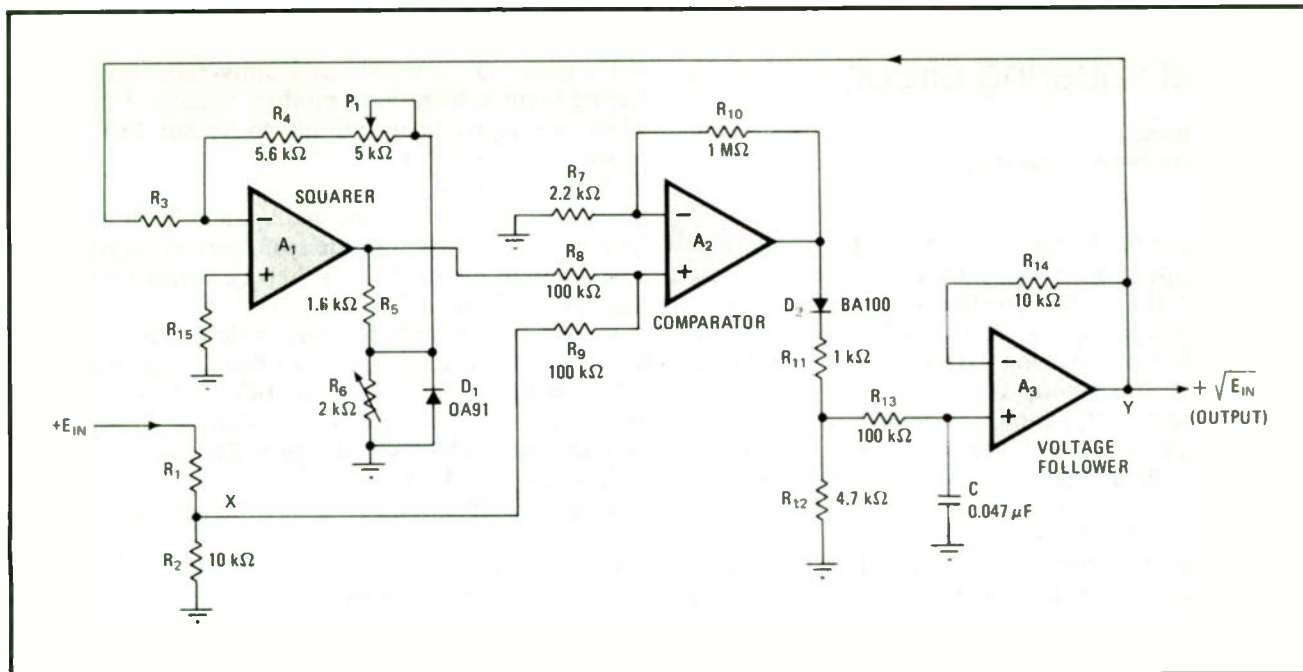 R3
R4
5.6 kΩ
P1
5 kΩ
SQUARER
−
A1
+
R15
1.6 kΩ
R5
R6
2 kΩ
D1
OA91
+EIN
R1
X
R2
10 kΩ
R7
2.2 kΩ
R8
100 kΩ
R9
100 kΩ
R10
1 MΩ
−
A2
+
COMPARATOR
D2
BA100
R11
1 kΩ
R12
4.7 kΩ
R13
100 kΩ
C
0.047 μF
R14
10 kΩ
−
A3
+
VOLTAGE
FOLLOWER
Y
+ √EIN
(OUTPUT)